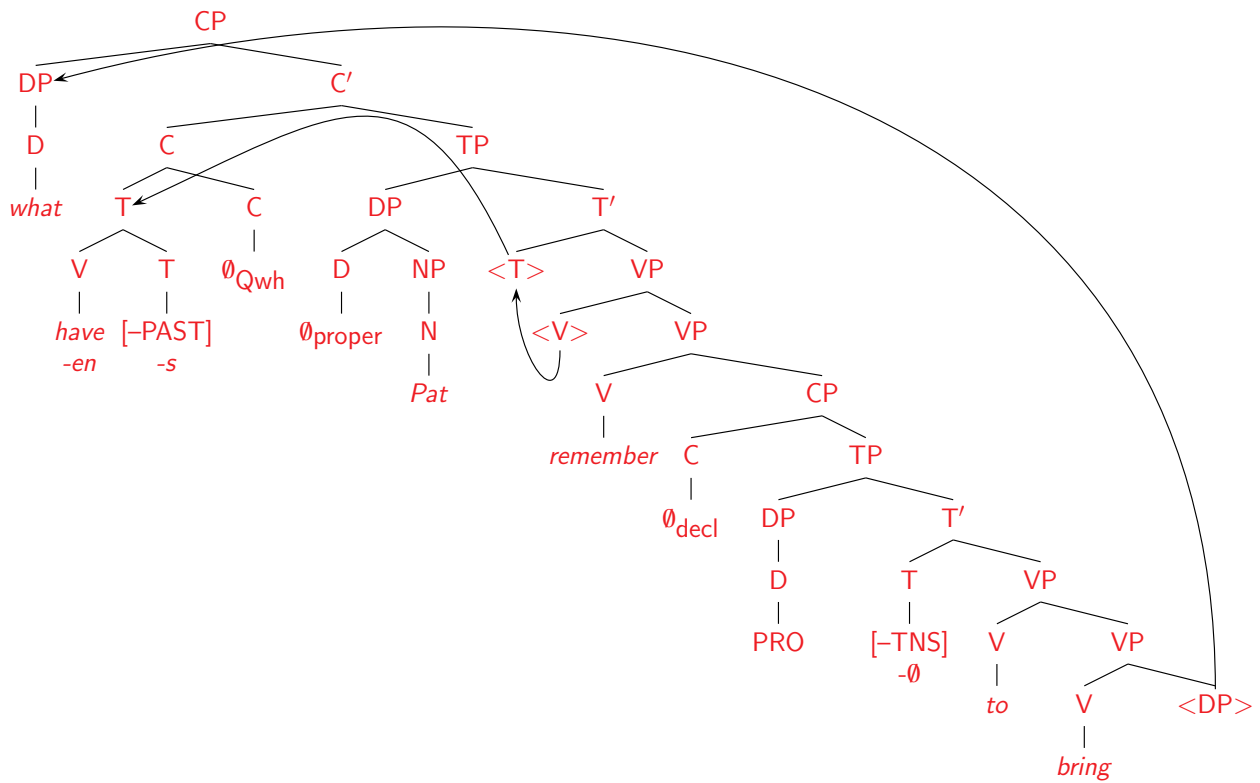 CP
DP C′
D C TP
what T C DP T′
V T ∅Qwh D NP <T> VP
have [–PAST] ∅proper N <V> VP
-en -s Pat V CP
remember C TP
∅decl DP T′
D T VP
PRO [–TNS] V VP
-∅ to V <DP>
bring